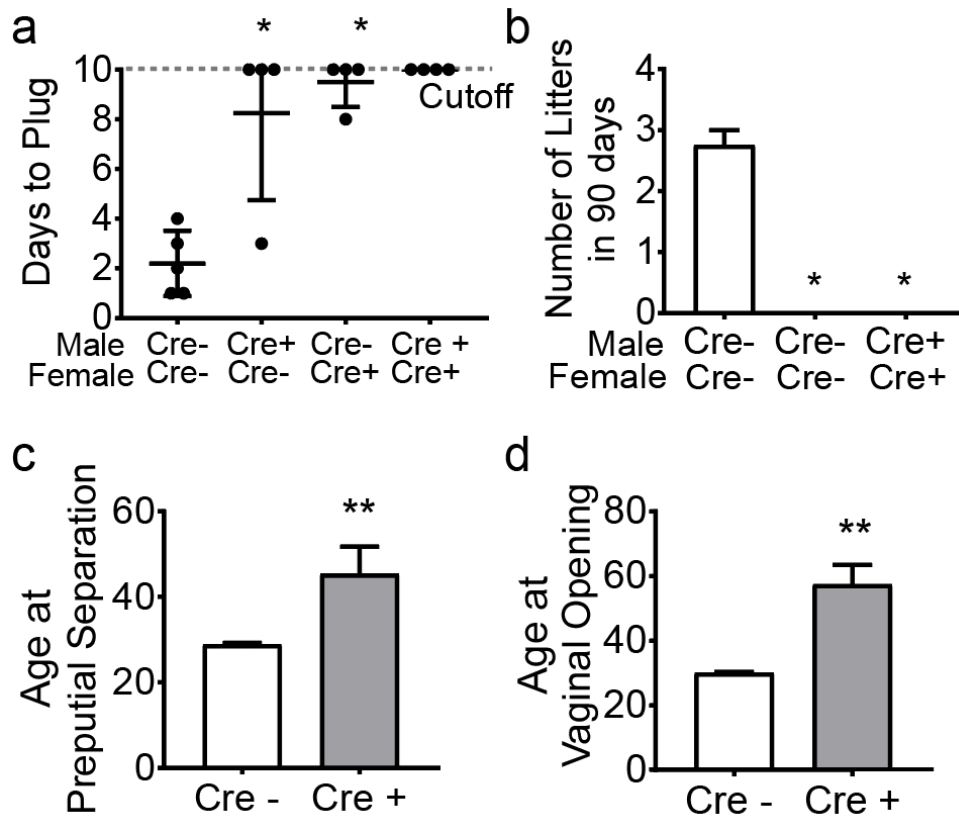 a
* *
10
8
6
4
2
0
Cutoff
Days to Plug
Male Cre- Cre+ Cre- Cre +
Female Cre- Cre- Cre+ Cre+
b
4
3
2
1
0
Number of Litters
in 90 days
* *
Male Cre- Cre- Cre+
Female Cre- Cre- Cre+
c
60
40
20
0
Age at
Preputial Separation
**
Cre - Cre +
d
80
60
40
20
0
Age at
Vaginal Opening
**
Cre - Cre +